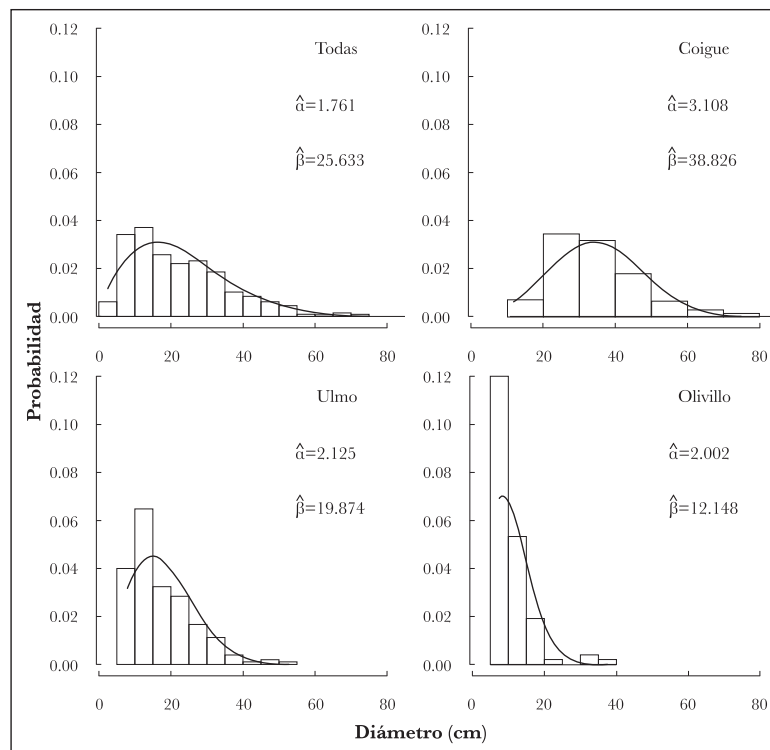 Todas
α̂=1.761
β̂=25.633
0.12
0.10
0.08
0.06
0.04
0.02
0.00
0 20 40 60 80
Coigue
α̂=3.108
β̂=38.826
0.12
0.10
0.08
0.06
0.04
0.02
0.00
0 20 40 60 80
Ulmo
α̂=2.125
β̂=19.874
0.12
0.10
0.08
0.06
0.04
0.02
0.00
0 20 40 60 80
Olivillo
α̂=2.002
β̂=12.148
0.12
0.10
0.08
0.06
0.04
0.02
0.00
0 20 40 60 80
Probabilidad
Diámetro (cm)